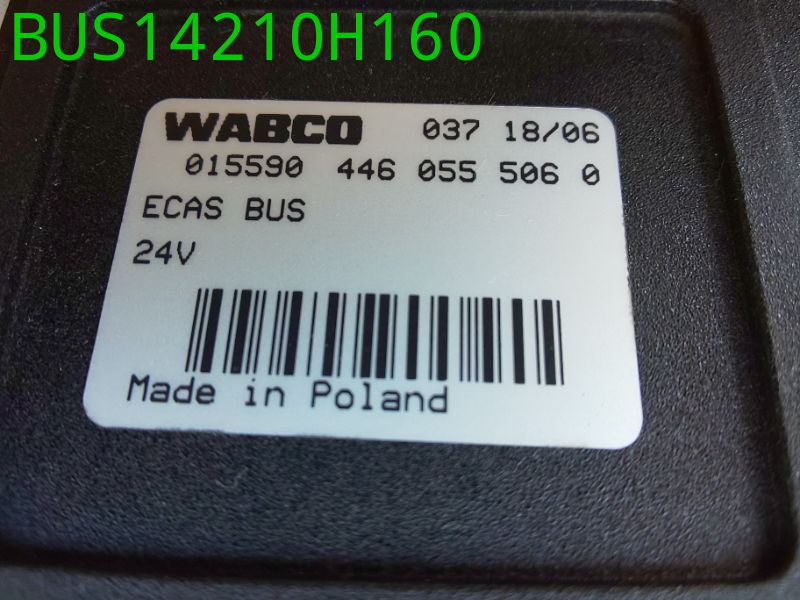 BUS14210H160
WABCO 037 18/06
015590 446 055 506 0
ECAS BUS
24V
Made in Poland